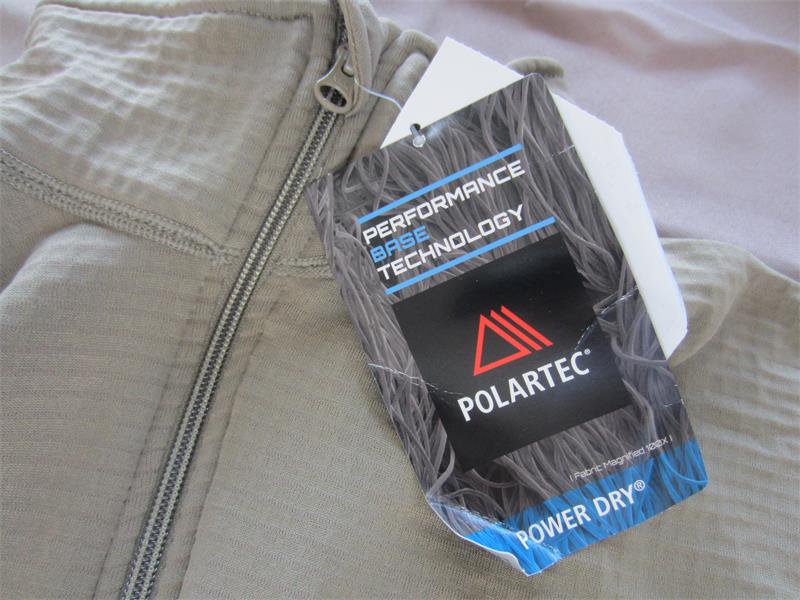 PERFORMANCE
BASE
TECHNOLOGY
POLARTEC®
| Fabric Magnified 100X |
POWER DRY®